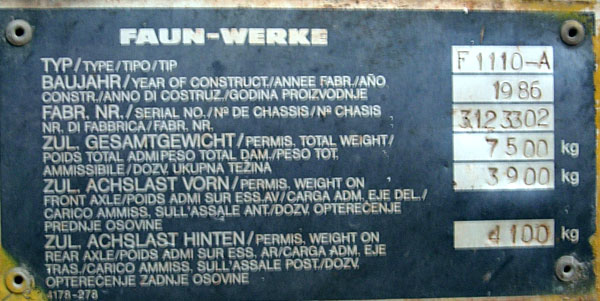 FAUN-WERKE
TYP/TYPE/TIPO/TIP F1110-A
BAUJAHR/YEAR OF CONSTRUCT./ANNEE FABR./AÑO 1986
CONSTR./ANNO DI COSTRUZ./GODINA PROIZVODNJE
FABR. NR./SERIAL NO./Nº DE CHASSIS/Nº CHASIS 3123302
NR. DI FABBRICA/FABR. NR.
ZUL. GESAMTGEWICHT/PERMIS. TOTAL WEIGHT/ 7500 kg
POIDS TOTAL ADMI PESO TOTAL DAM./PESO TOT.
AMMISSIBILE/DOZV. UKUPNA TEŽINA
ZUL. ACHSLAST VORN/PERMIS. WEIGHT ON 3900 kg
FRONT AXLE/POIDS ADM SUR ESS.AV/CARGA ADM. EJE DEL./
CARICO AMMISS. SULL'ASSALE ANT./DOZV. OPTEREĆENJE
PREDNJE OSOVINE
ZUL. ACHSLAST HINTEN/PERMIS. WEIGHT ON 4100 kg
REAR AXLE/POIDS ADMI SUR ESS. AR/CARGA ADM. EJE
TRAS./CARICO AMMISS. SULL'ASSALE POST./DOZV.
OPTEREĆENJE ZADNJE OSOVINE
4178-278